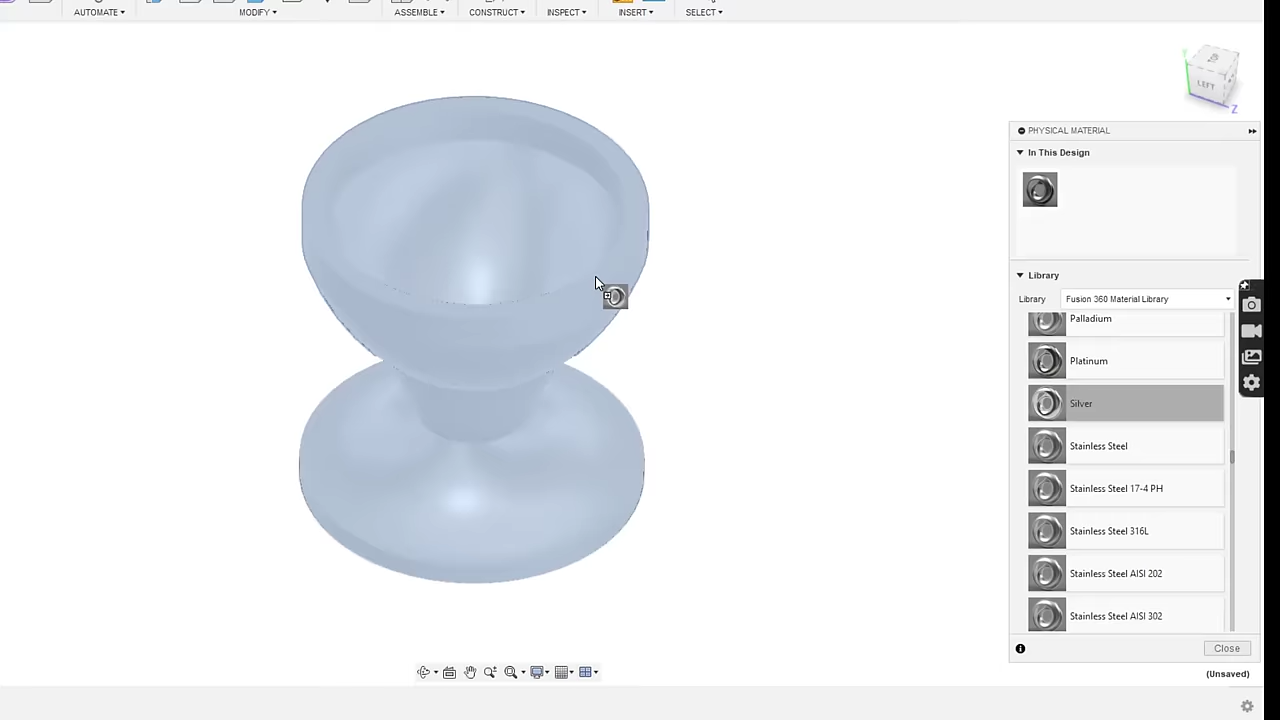 AUTOMATE MODIFY ASSEMBLE CONSTRUCT INSPECT INSERT SELECT
LEFT
Z
PHYSICAL MATERIAL
In This Design
Library
Library Fusion 360 Material Library
Palladium
Platinum
Silver
Stainless Steel
Stainless Steel 17-4 PH
Stainless Steel 316L
Stainless Steel AISI 202
Stainless Steel AISI 302
Close
(Unsaved)